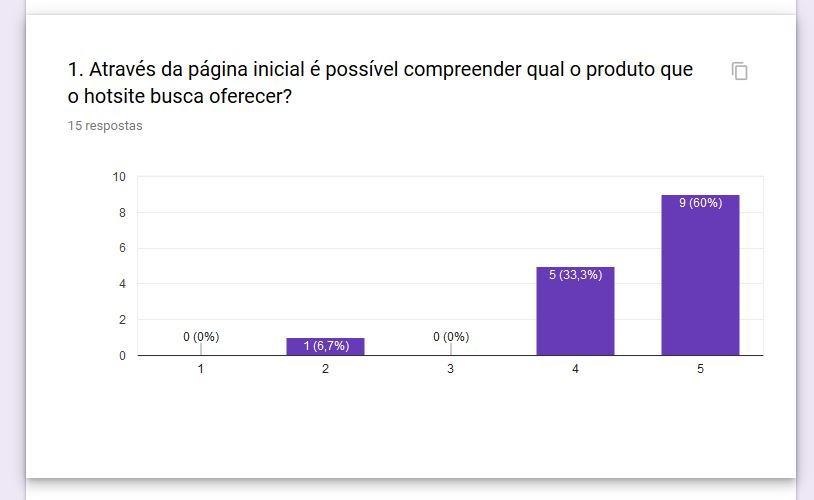 1. Através da página inicial é possível compreender qual o produto que
o hotsite busca oferecer?
15 respostas
10
8
6
4
2
0
0 (0%)
1 (6,7%)
0 (0%)
5 (33,3%)
9 (60%)
1 2 3 4 5